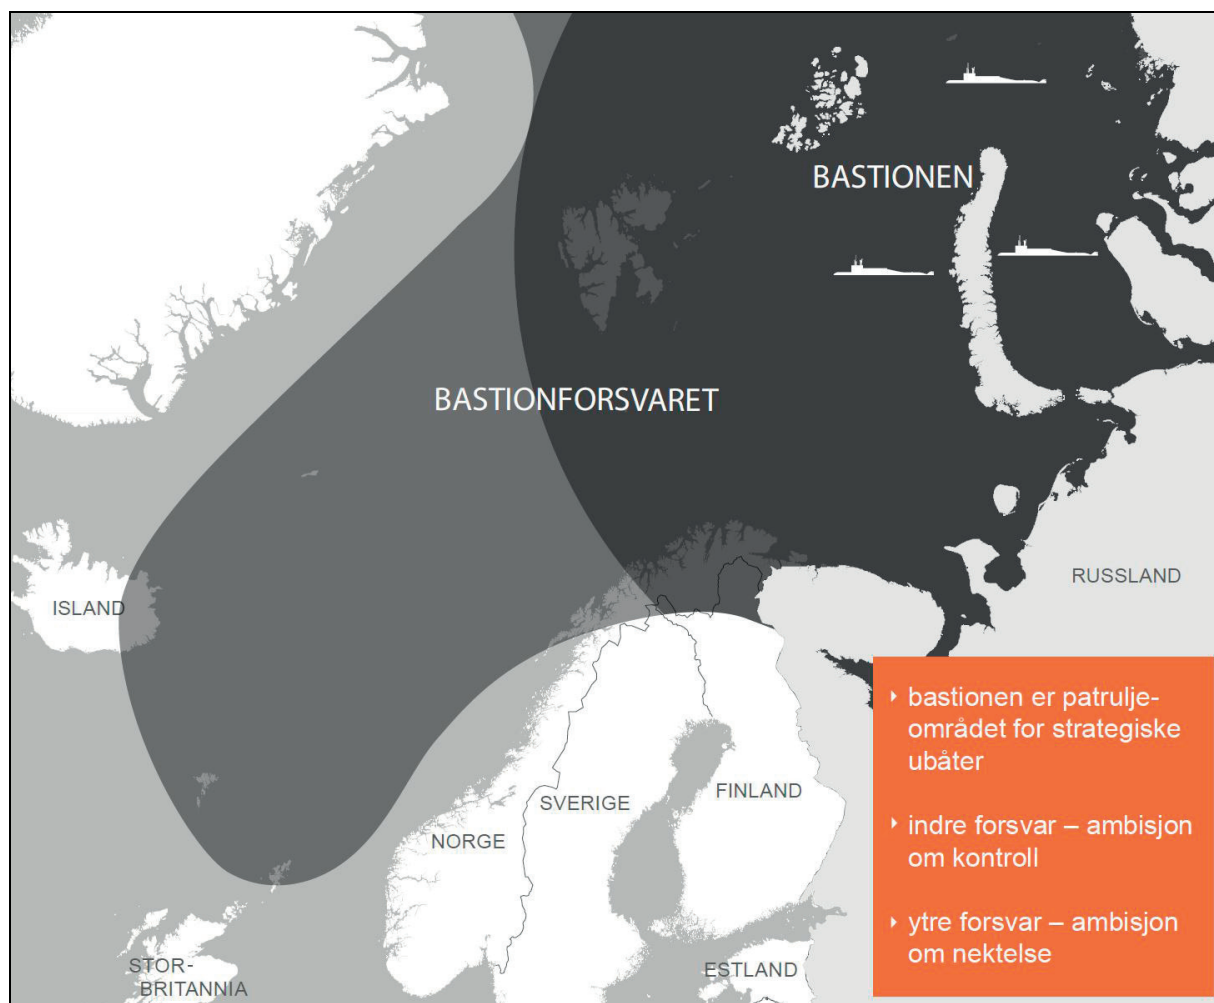 BASTIONEN
BASTIONFORSVARET
ISLAND
RUSSLAND
NORGE
SVERIGE
FINLAND
STOR-
BRITANNIA
ESTLAND
bastionen er patrulje-
området for strategiske
ubåter
indre forsvar – ambisjon
om kontroll
ytre forsvar – ambisjon
om nektelse